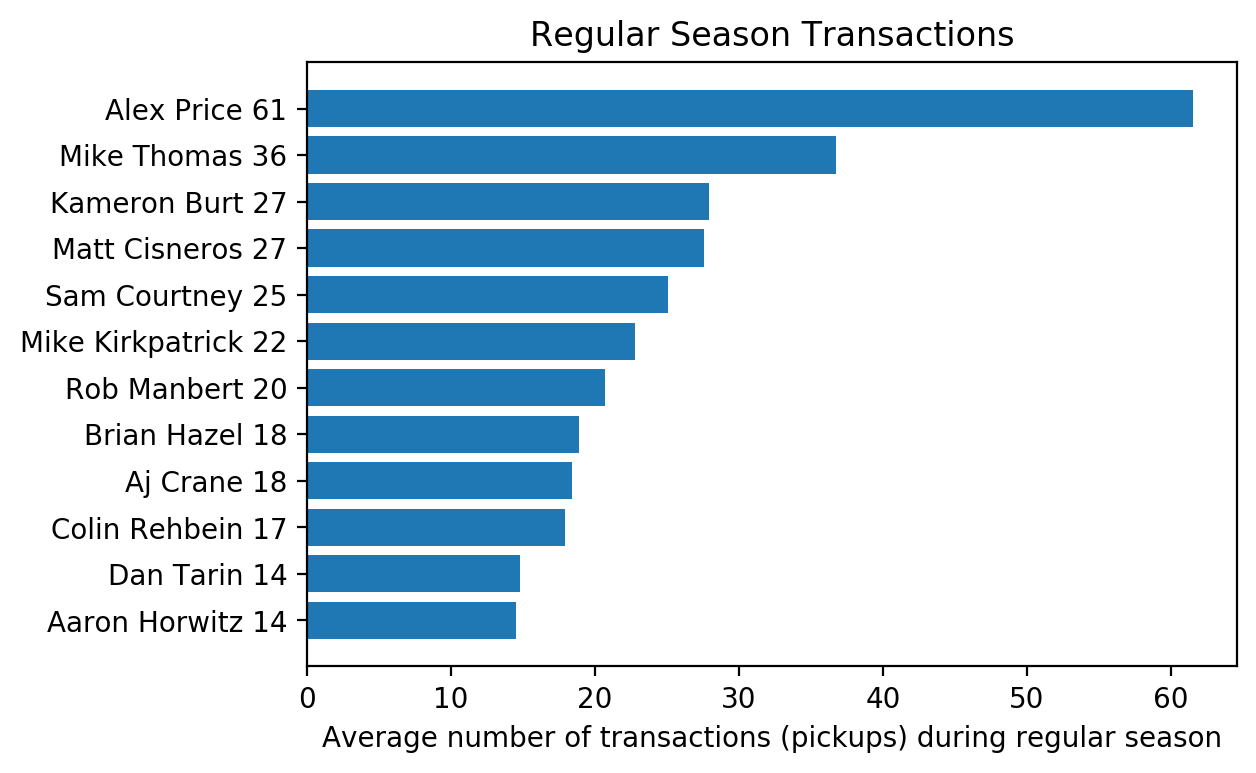 Regular Season Transactions
Alex Price 61
Mike Thomas 36
Kameron Burt 27
Matt Cisneros 27
Sam Courtney 25
Mike Kirkpatrick 22
Rob Manbert 20
Brian Hazel 18
Aj Crane 18
Colin Rehbein 17
Dan Tarin 14
Aaron Horwitz 14
0 10 20 30 40 50 60
Average number of transactions (pickups) during regular season